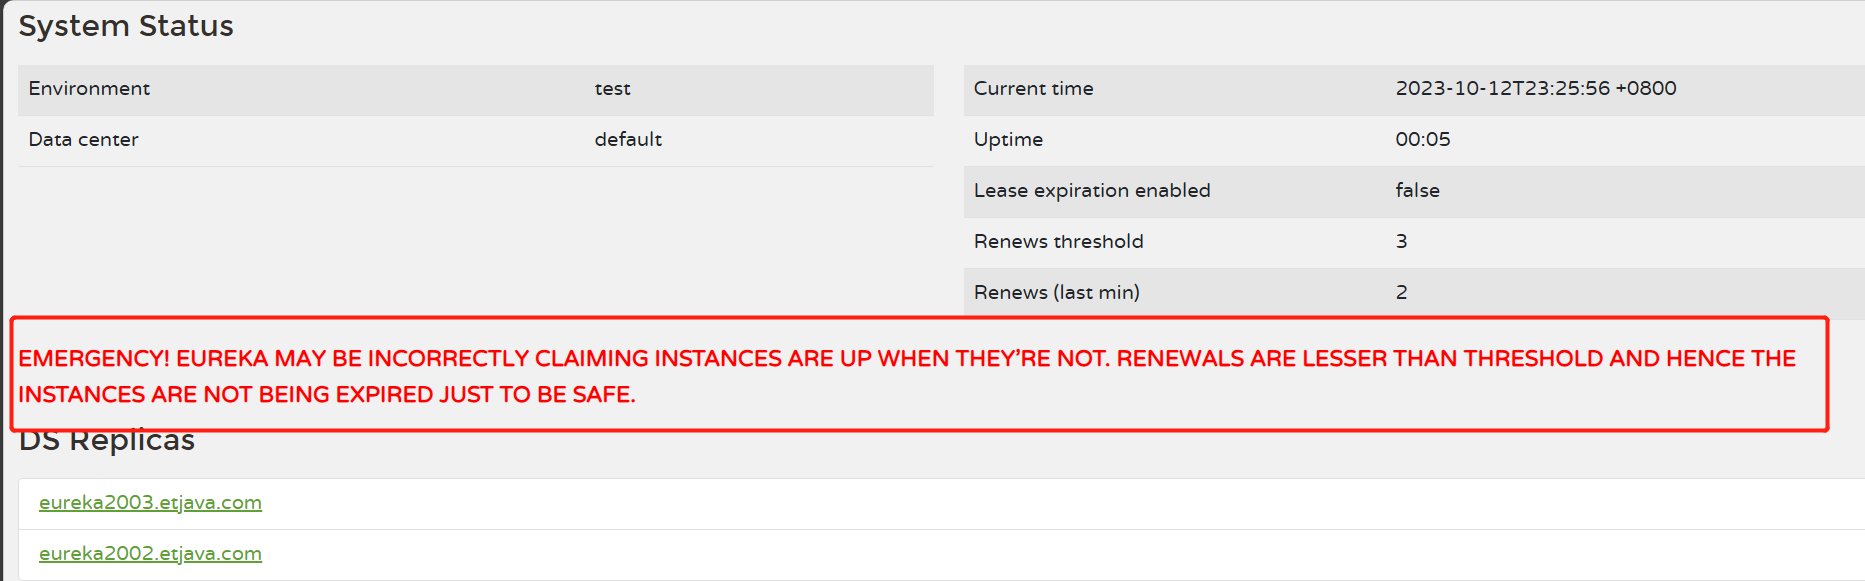 System Status
Environment test
Data center default
Current time 2023-10-12T23:25:56 +0800
Uptime 00:05
Lease expiration enabled false
Renews threshold 3
Renews (last min) 2
EMERGENCY! EUREKA MAY BE INCORRECTLY CLAIMING INSTANCES ARE UP WHEN THEY'RE NOT. RENEWALS ARE LESSER THAN THRESHOLD AND HENCE THE
INSTANCES ARE NOT BEING EXPIRED JUST TO BE SAFE.
DS Replicas
eureka2003.etjava.com
eureka2002.etjava.com